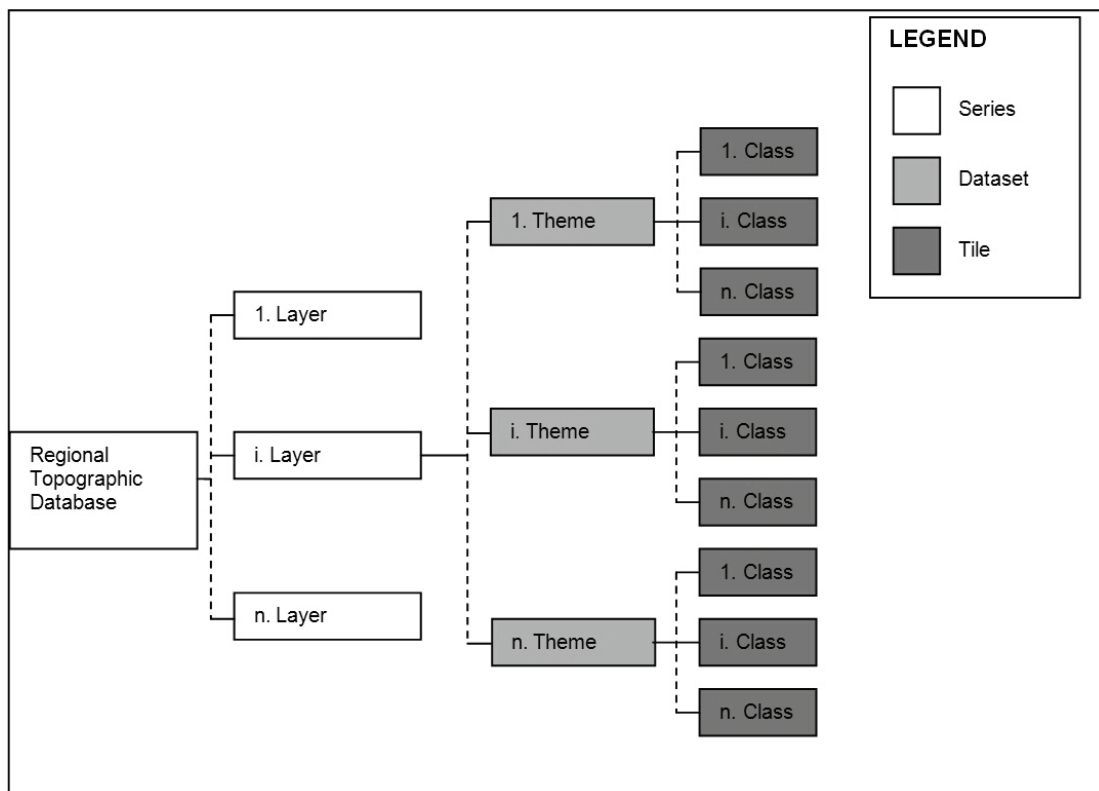 LEGEND
Series
Dataset
Tile
Regional
Topographic
Database
1. Layer
i. Layer
n. Layer
1. Theme
i. Theme
n. Theme
1. Class
i. Class
n. Class
1. Class
i. Class
n. Class
1. Class
i. Class
n. Class